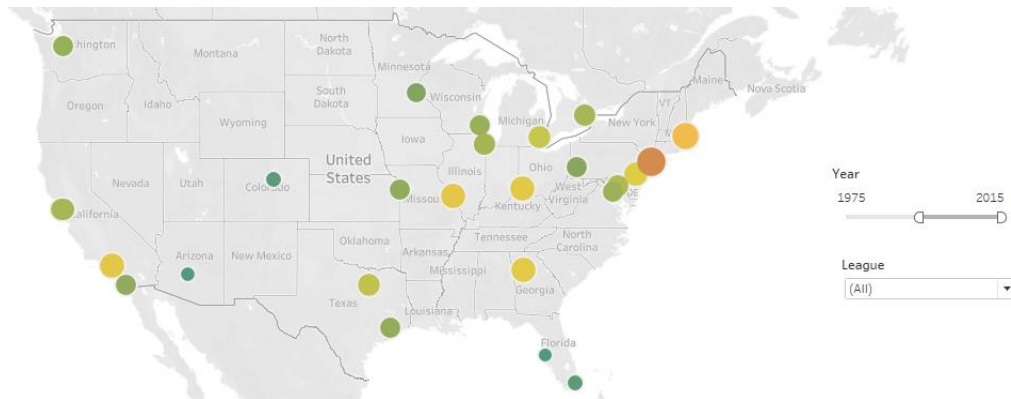 hington
Montana
North
Dakota
Minnesota
Maine
Nova Scotia
Oregon
Idaho
South
Dakota
Wisconsin
Michigan
VT
New York
Wyoming
Iowa
United
States
Nevada
Utah
Colorado
Illinois
Ohio
Missou
West
Virginia
DE
California
Kentucky
Oklahoma
Tennessee
North
Carolina
Arizona
New Mexico
Arkansas
Mississippi
Georgia
Texas
Louisiana
Florida
Year
1975
2015
League
(All)